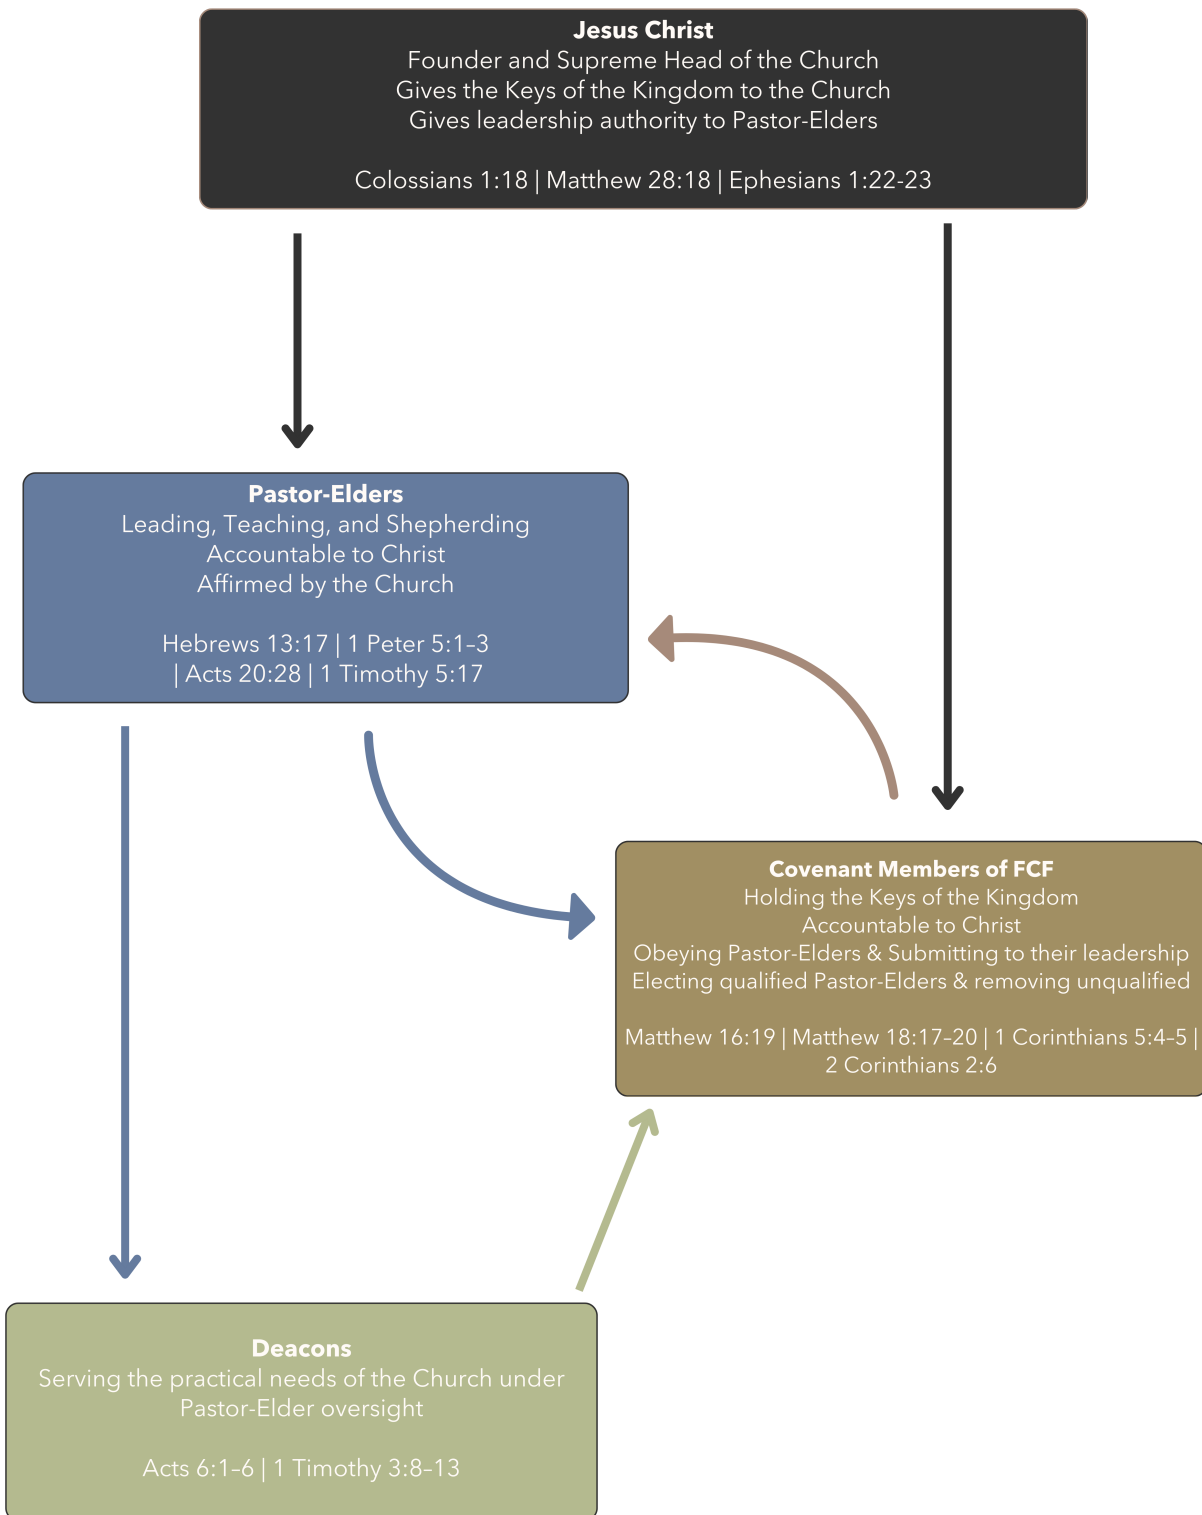 Jesus Christ
Founder and Supreme Head of the Church
Gives the Keys of the Kingdom to the Church
Gives leadership authority to Pastor-Elders
Colossians 1:18 | Matthew 28:18 | Ephesians 1:22-23
Pastor-Elders
Leading, Teaching, and Shepherding
Accountable to Christ
Affirmed by the Church
Hebrews 13:17 | 1 Peter 5:1–3
| Acts 20:28 | 1 Timothy 5:17
Covenant Members of FCF
Holding the Keys of the Kingdom
Accountable to Christ
Obeying Pastor-Elders & Submitting to their leadership
Electing qualified Pastor-Elders & removing unqualified
Matthew 16:19 | Matthew 18:17–20 | 1 Corinthians 5:4–5 |
2 Corinthians 2:6
Deacons
Serving the practical needs of the Church under
Pastor-Elder oversight
Acts 6:1–6 | 1 Timothy 3:8–13